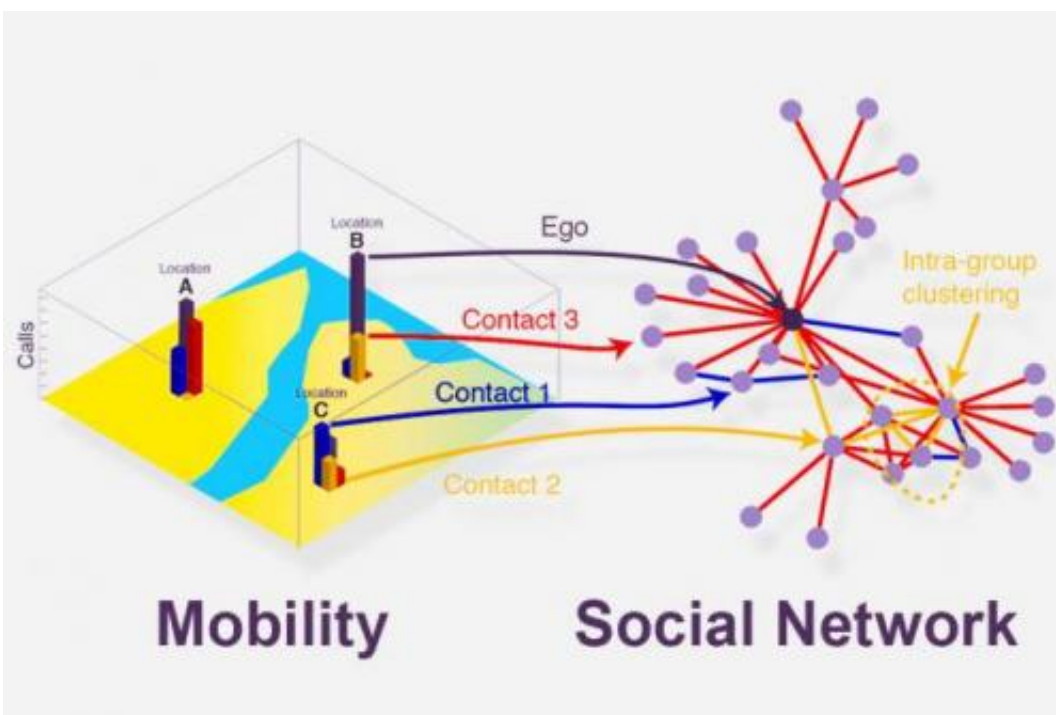 Location
A
Location
B
Location
C
Calls
Ego
Contact 3
Contact 1
Contact 2
Intra-group
clustering
Mobility
Social Network